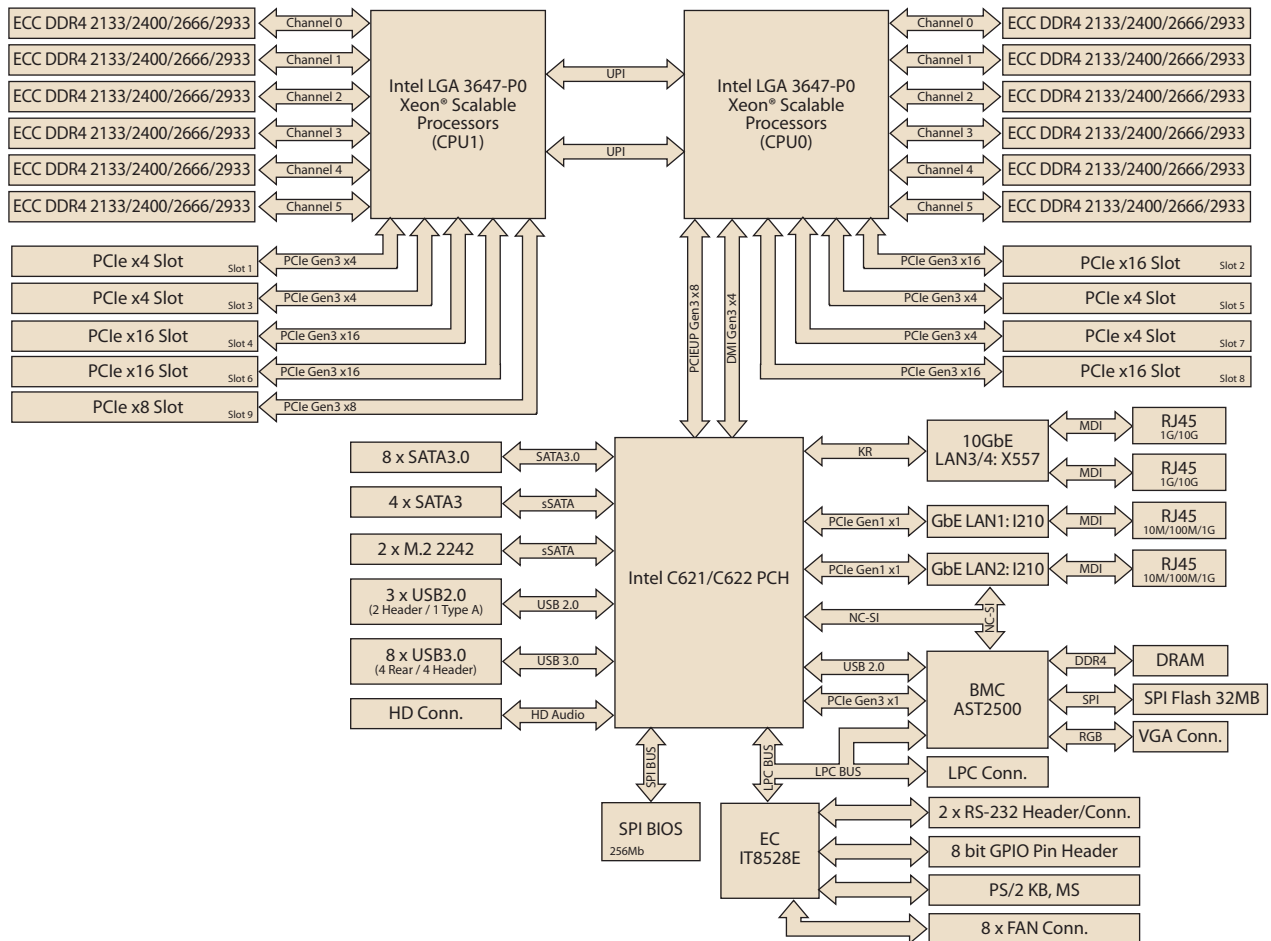 ECC DDR4 2133/2400/2666/2933
Channel 0
ECC DDR4 2133/2400/2666/2933
Channel 1
ECC DDR4 2133/2400/2666/2933
Channel 2
ECC DDR4 2133/2400/2666/2933
Channel 3
ECC DDR4 2133/2400/2666/2933
Channel 4
ECC DDR4 2133/2400/2666/2933
Channel 5
Intel LGA 3647-P0
Xeon® Scalable
Processors
(CPU1)
UPI
UPI
Intel LGA 3647-P0
Xeon® Scalable
Processors
(CPU0)
Channel 0
ECC DDR4 2133/2400/2666/2933
Channel 1
ECC DDR4 2133/2400/2666/2933
Channel 2
ECC DDR4 2133/2400/2666/2933
Channel 3
ECC DDR4 2133/2400/2666/2933
Channel 4
ECC DDR4 2133/2400/2666/2933
Channel 5
ECC DDR4 2133/2400/2666/2933
PCIe x4 Slot
Slot 1
PCIe Gen3 x4
PCIe x4 Slot
Slot 3
PCIe Gen3 x4
PCIe x16 Slot
Slot 4
PCIe Gen3 x16
PCIe x16 Slot
Slot 6
PCIe Gen3 x16
PCIe x8 Slot
Slot 9
PCIe Gen3 x8
PCIEUP Gen3 x8
DMI Gen3 x4
PCIe Gen3 x16
PCIe x16 Slot
Slot 2
PCIe Gen3 x4
PCIe x4 Slot
Slot 5
PCIe Gen3 x4
PCIe x4 Slot
Slot 7
PCIe Gen3 x16
PCIe x16 Slot
Slot 8
8 x SATA3.0
SATA3.0
4 x SATA3
sSATA
2 x M.2 2242
sSATA
3 x USB2.0
(2 Header / 1 Type A)
USB 2.0
8 x USB3.0
(4 Rear / 4 Header)
USB 3.0
HD Conn.
HD Audio
Intel C621/C622 PCH
KR
10GbE
LAN3/4: X557
MDI
RJ45
1G/10G
MDI
RJ45
1G/10G
PCIe Gen1 x1
GbE LAN1: I210
MDI
RJ45
10M/100M/1G
PCIe Gen1 x1
GbE LAN2: I210
MDI
RJ45
10M/100M/1G
NC-SI
NC-SI
USB 2.0
PCIe Gen3 x1
BMC
AST2500
DDR4
DRAM
SPI
SPI Flash 32MB
RGB
VGA Conn.
SPI BUS
LPC BUS
LPC BUS
LPC Conn.
SPI BIOS
256Mb
EC
IT8528E
2 x RS-232 Header/Conn.
8 bit GPIO Pin Header
PS/2 KB, MS
8 x FAN Conn.